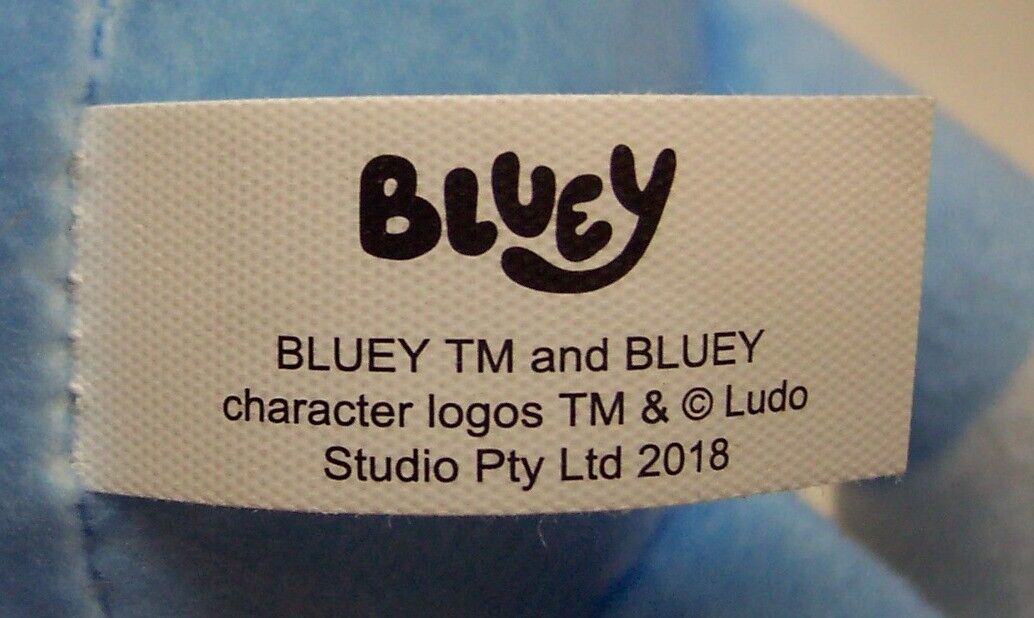 BLUEY
BLUEY TM and BLUEY
character logos TM & © Ludo
Studio Pty Ltd 2018